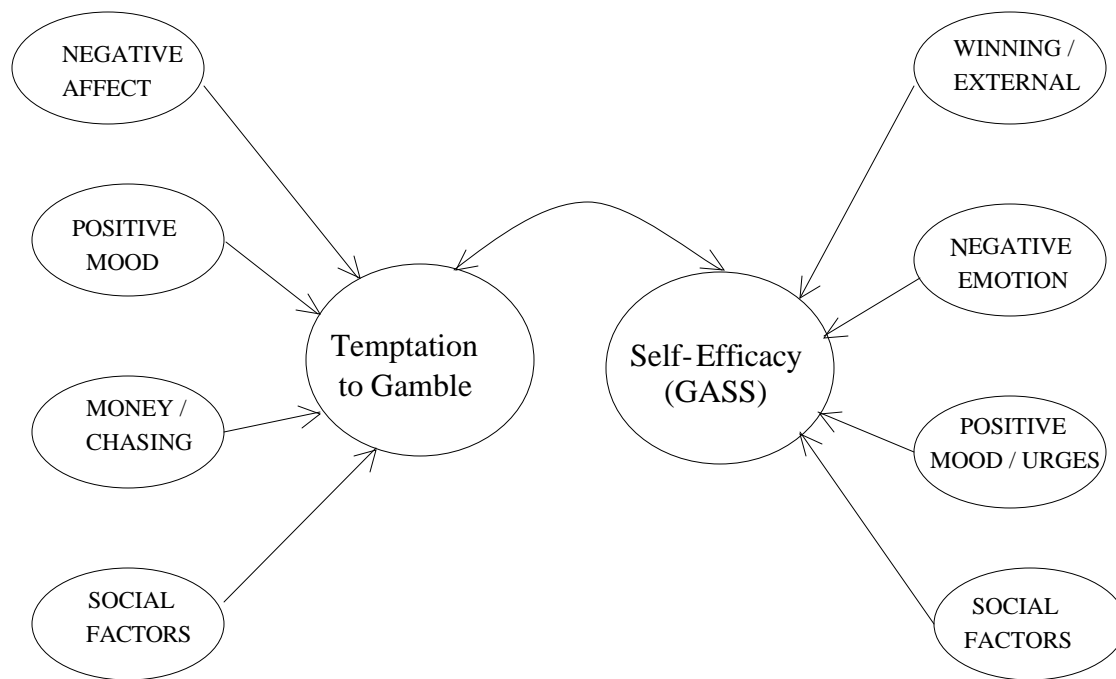 NEGATIVE
AFFECT
POSITIVE
MOOD
MONEY /
CHASING
SOCIAL
FACTORS
Temptation
to Gamble
Self-Efficacy
(GASS)
WINNING /
EXTERNAL
NEGATIVE
EMOTION
POSITIVE
MOOD / URGES
SOCIAL
FACTORS